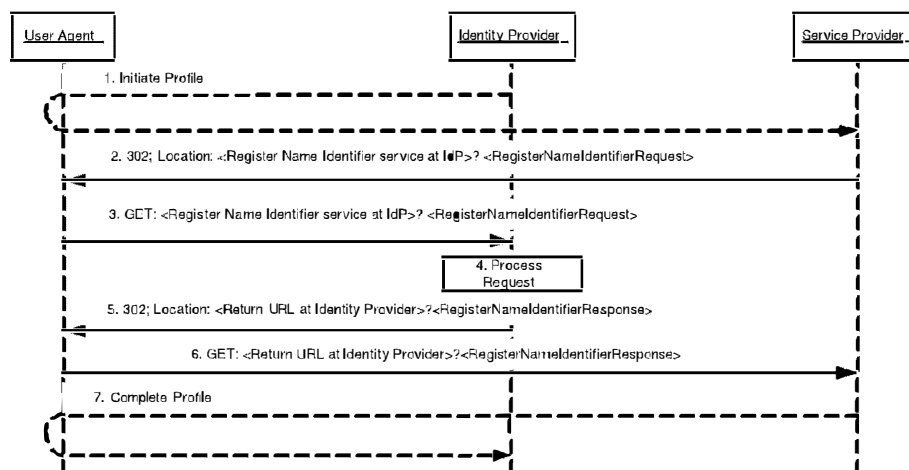 User Agent
Identity Provider
Service Provider
1. Initiate Profile
2. 302; Location: <Register Name Identifier service at IdP>? <RegisterNameIdentifierRequest>
3. GET: <Register Name Identifier service at IdP>? <RegisterNameIdentifierRequest>
4. Process
Request
5. 302; Location: <Return URL at Identity Provider>?<RegisterNameIdentifierResponse>
6. GET: <Return URL at Identity Provider>?<RegisterNameIdentifierResponse>
7. Complete Profile